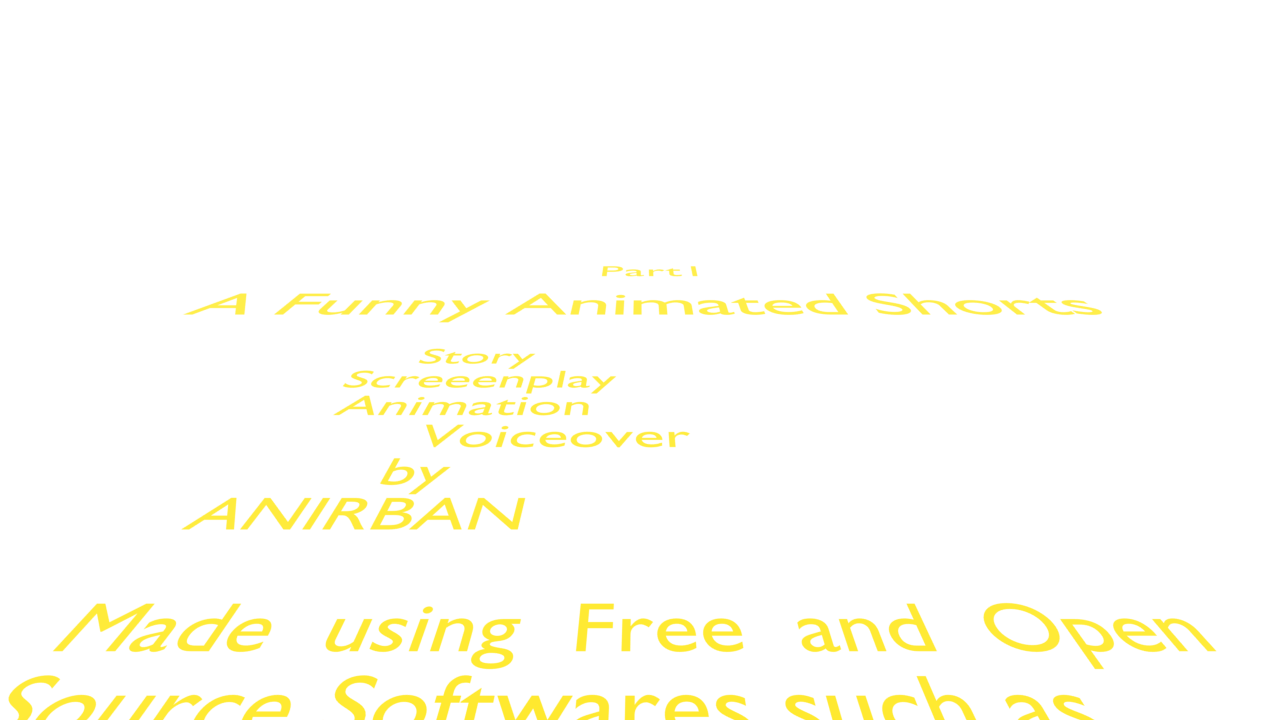 Part I
A Funny Animated Shorts
Story
Screeenplay
Animation
Voiceover
by
ANIRBAN
Made using Free and Open
Source Softwares such as